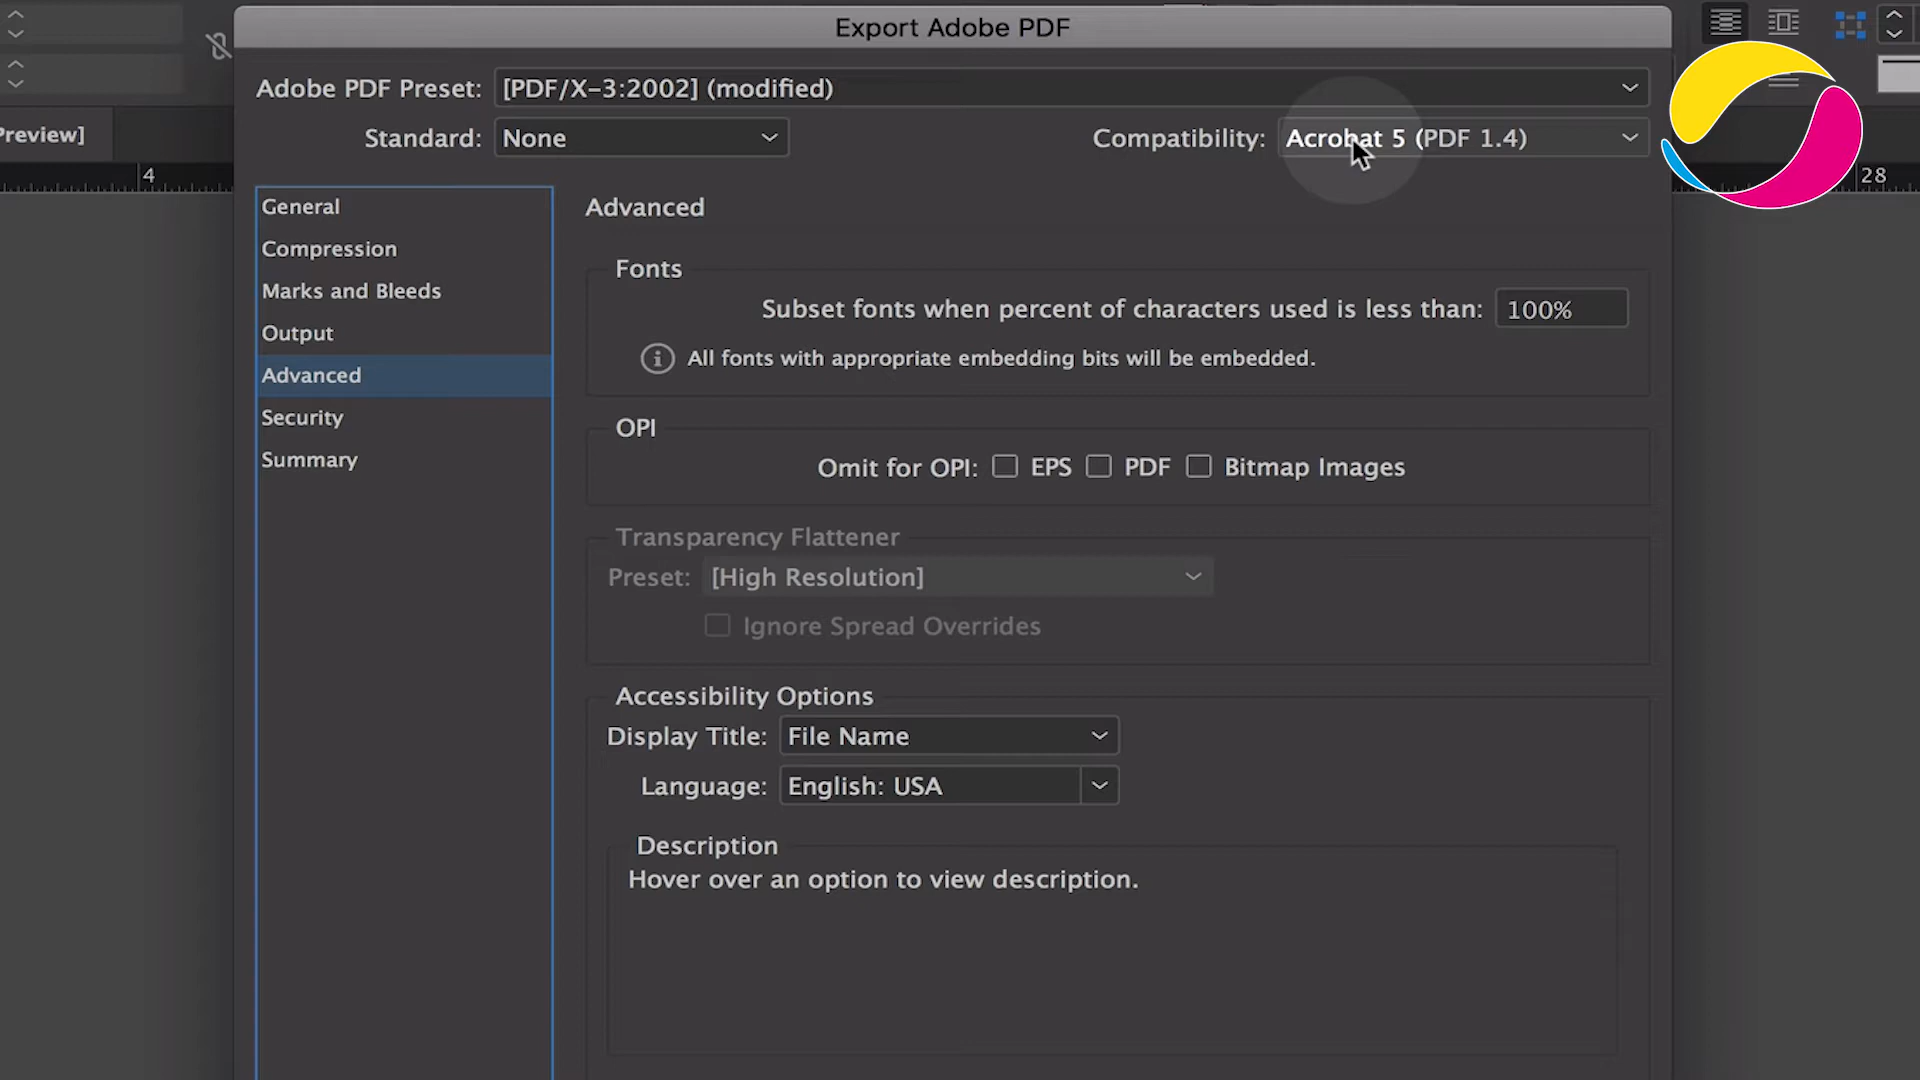 Export Adobe PDF
Adobe PDF Preset: [PDF/X-3:2002] (modified)
Standard: None Compatibility: Acrobat 5 (PDF 1.4)
Preview]
4 28
General
Compression
Marks and Bleeds
Output
Advanced
Security
Summary
Advanced
Fonts
Subset fonts when percent of characters used is less than: 100%
All fonts with appropriate embedding bits will be embedded.
OPI
Omit for OPI: EPS PDF Bitmap Images
Transparency Flattener
Preset: [High Resolution]
Ignore Spread Overrides
Accessibility Options
Display Title: File Name
Language: English: USA
Description
Hover over an option to view description.